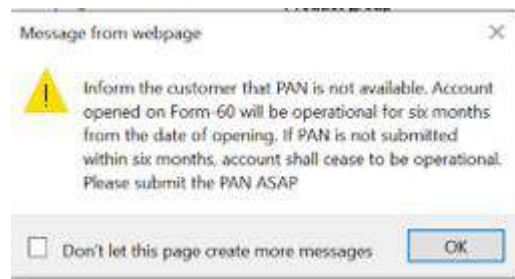 Message from webpage
Inform the customer that PAN is not available. Account
opened on Form-60 will be operational for six months
from the date of opening. If PAN is not submitted
within six months, account shall cease to be operational.
Please submit the PAN ASAP
Don't let this page create more messages
OK